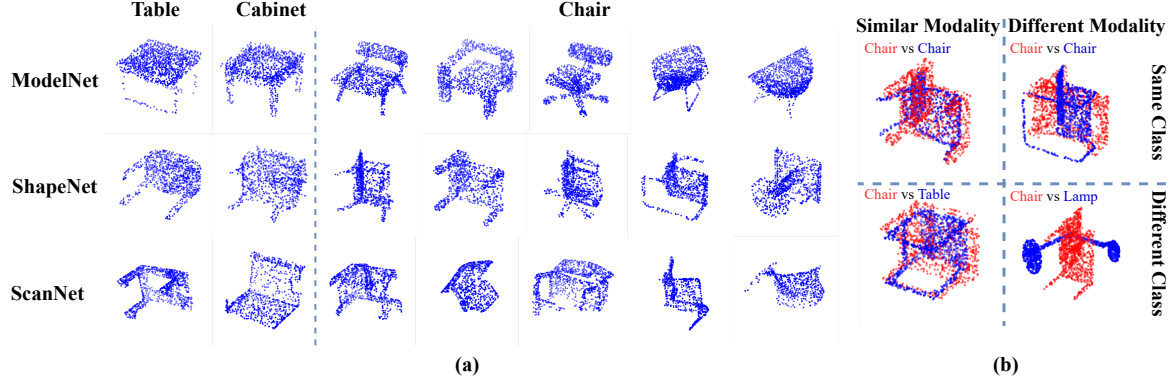 Table Cabinet Chair
ModelNet
ShapeNet
ScanNet
(a)
Similar Modality Different Modality
Chair vs Chair Chair vs Chair
Same Class
Chair vs Table Chair vs Lamp
Different Class
(b)